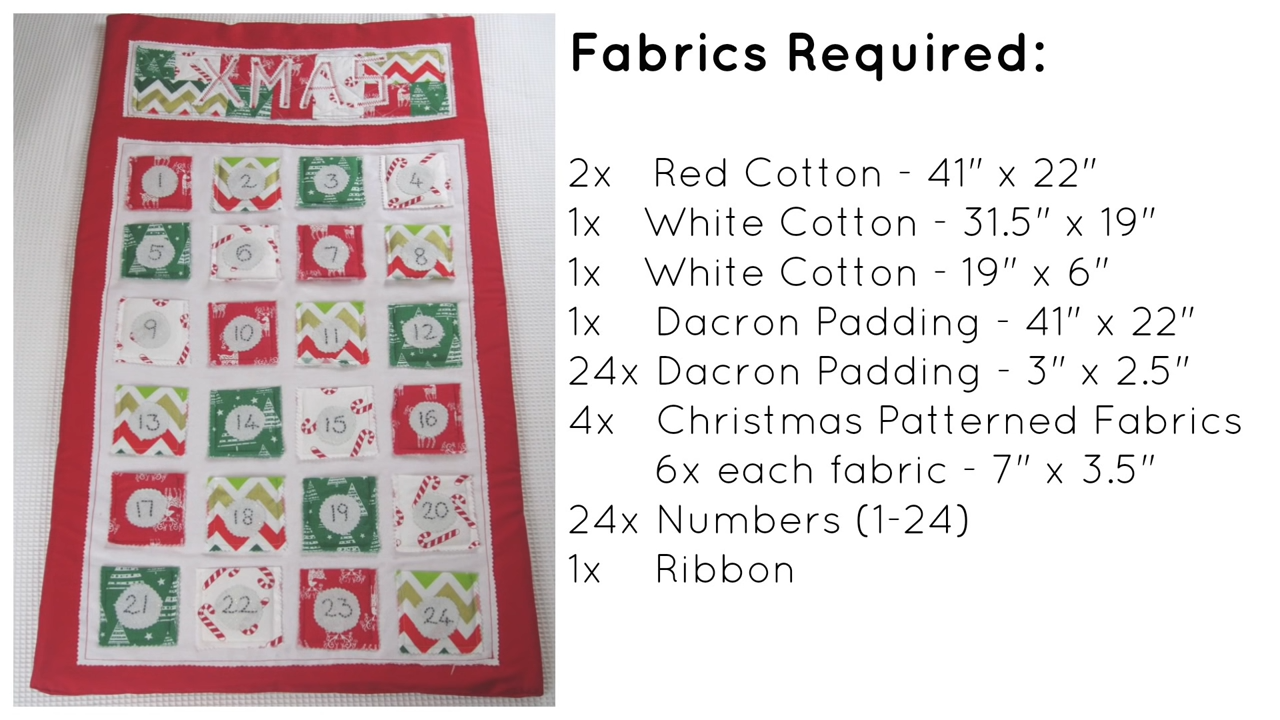 XMAS
1 2 3 4
5 6 7 8
9 10 11 12
13 14 15 16
17 18 19 20
21 22 23 24
Fabrics Required:
2x Red Cotton - 41" x 22"
1x White Cotton - 31.5" x 19"
1x White Cotton - 19" x 6"
1x Dacron Padding - 41" x 22"
24x Dacron Padding - 3" x 2.5"
4x Christmas Patterned Fabrics
6x each fabric - 7" x 3.5"
24x Numbers (1-24)
1x Ribbon